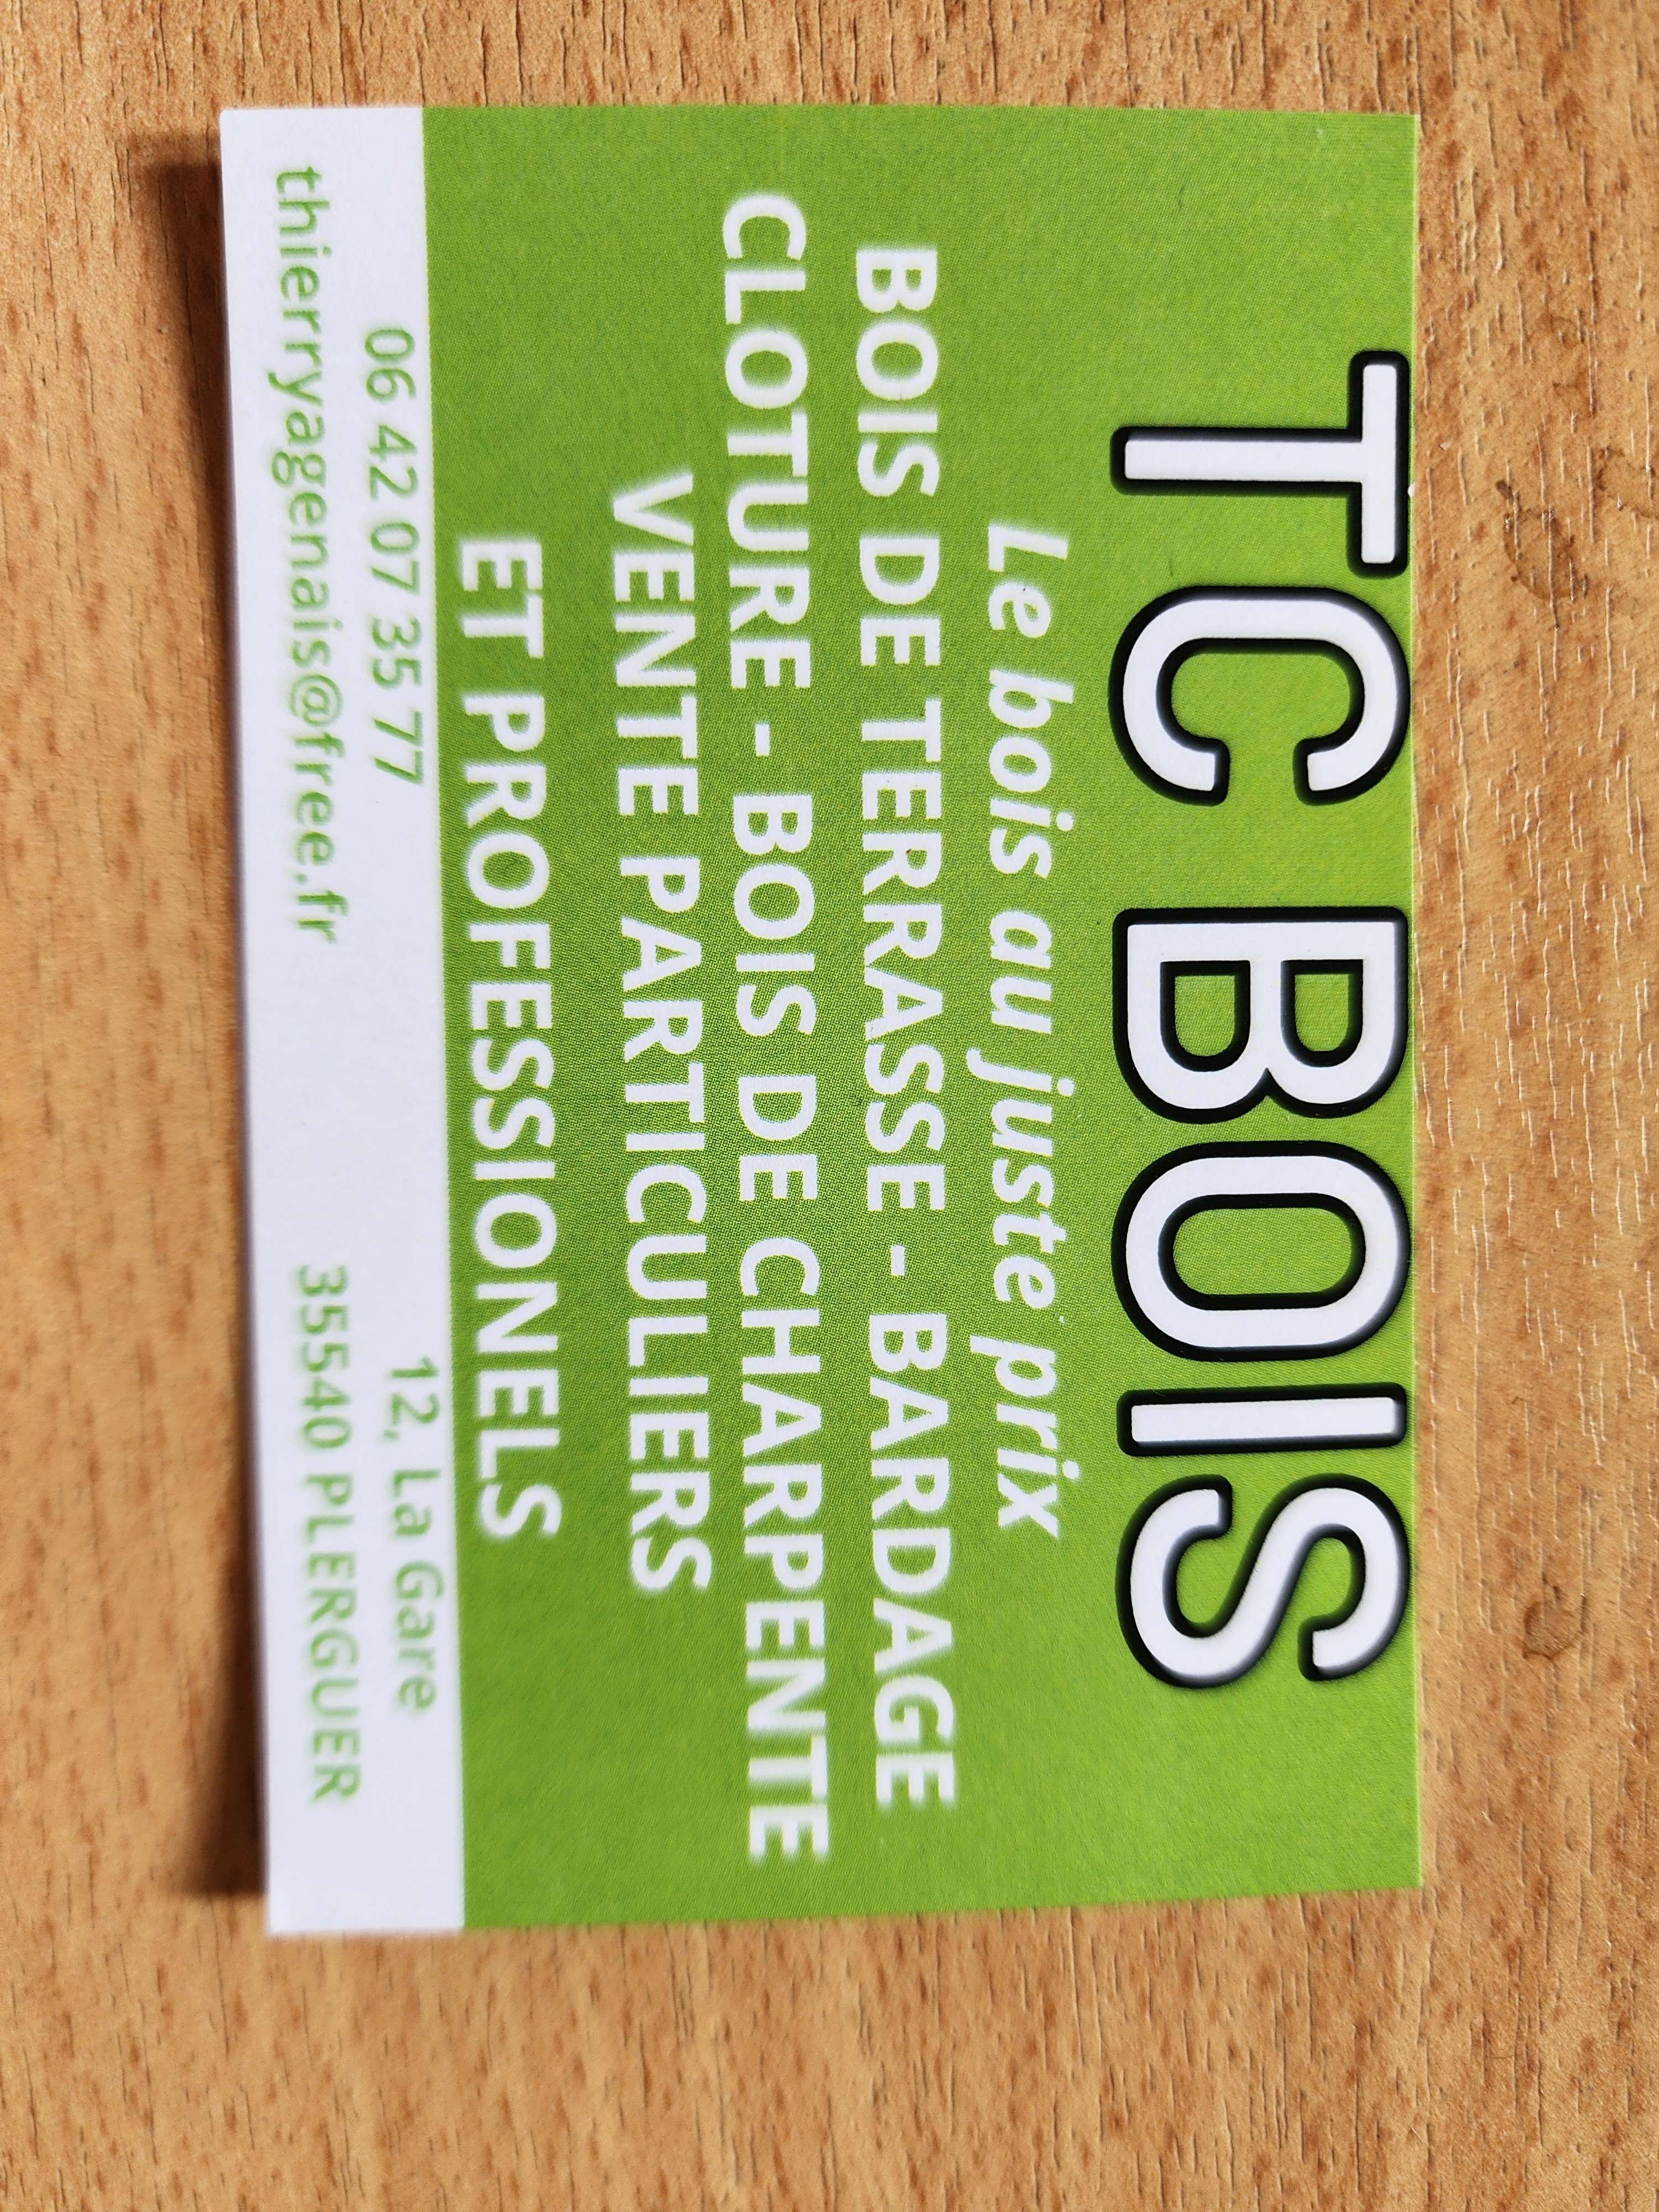 TC BOIS
Le bois au juste prix
BOIS DE TERRASSE - BARDAGE
CLOTURE - BOIS DE CHARPENTE
VENTE PARTICULIERS
ET PROFESSIONELS
06 42 07 35 77
thierryagenais@free.fr
12, La Gare
35540 PLERGUER